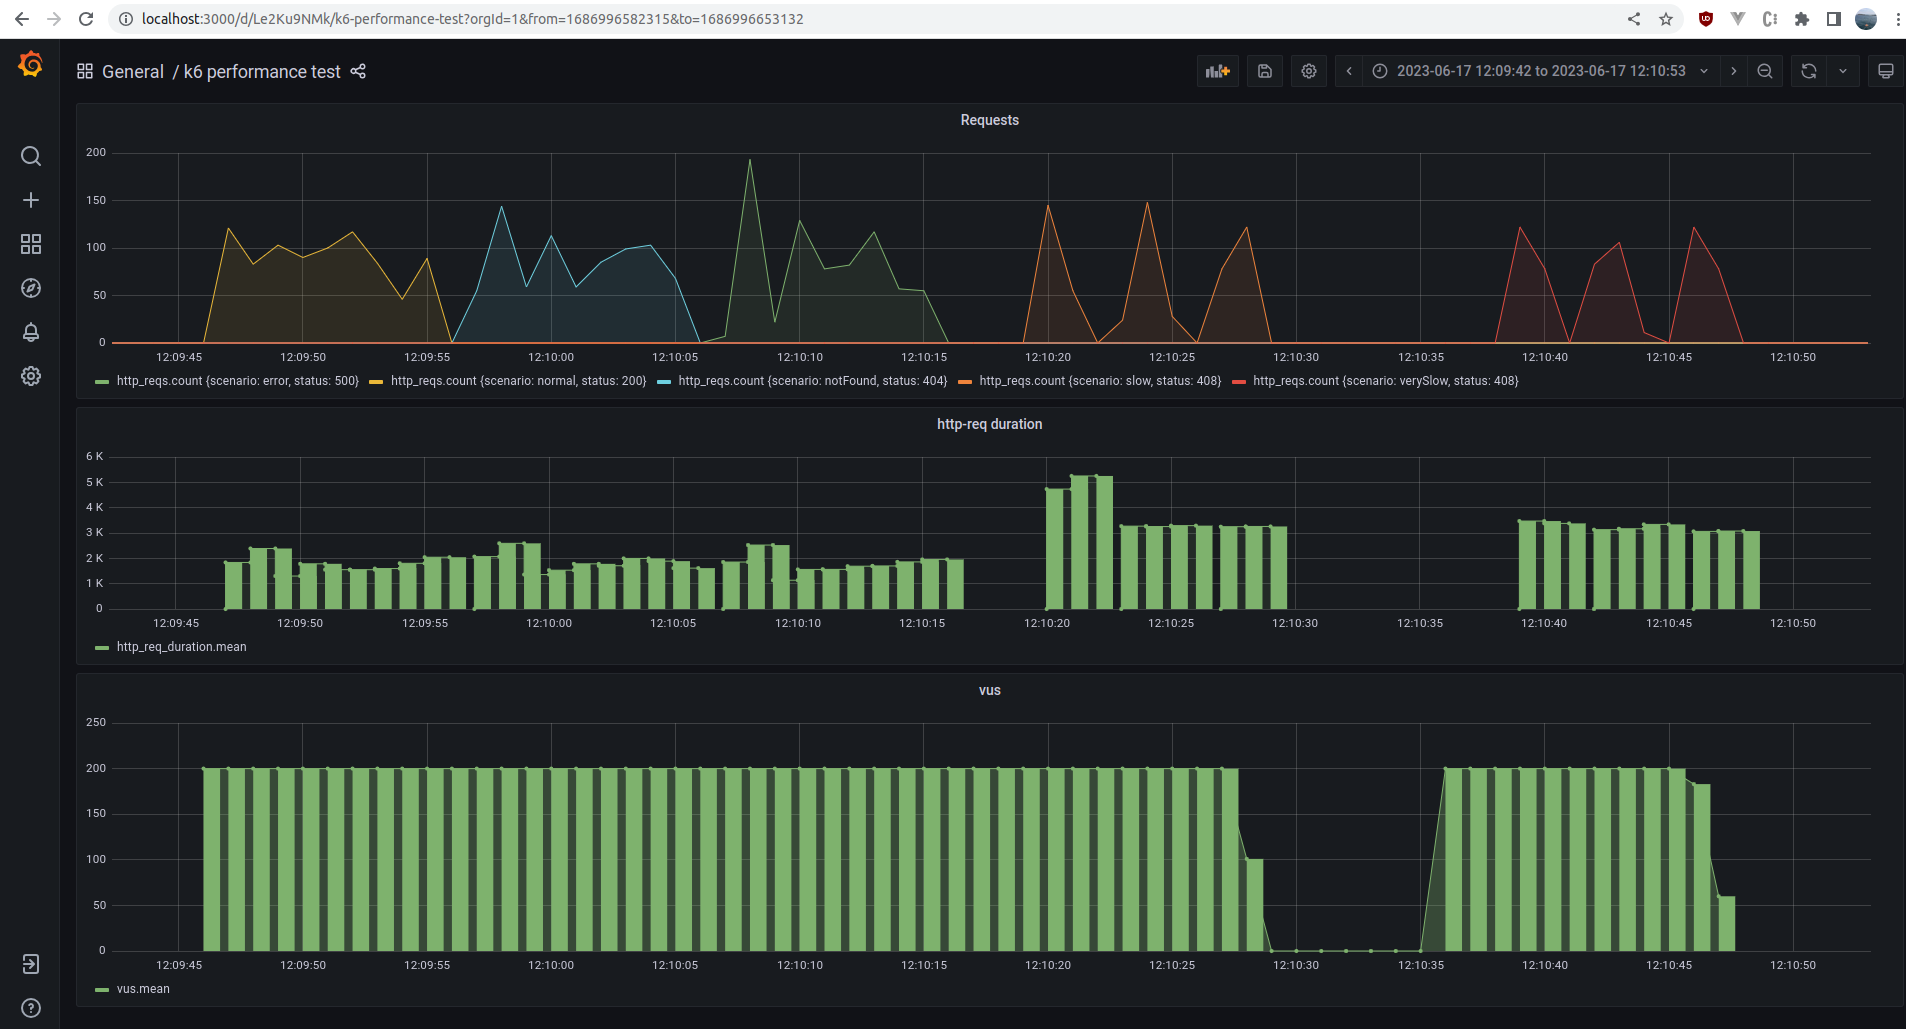 localhost:3000/d/Le2Ku9NMk/k6-performance-test?orgId=1&from=1686996582315&to=1686996653132
General / k6 performance test
2023-06-17 12:09:42 to 2023-06-17 12:10:53
Requests
200
150
100
50
0
12:09:45 12:09:50 12:09:55 12:10:00 12:10:05 12:10:10 12:10:15 12:10:20 12:10:25 12:10:30 12:10:35 12:10:40 12:10:45 12:10:50
http_reqs.count {scenario: error, status: 500} http_reqs.count {scenario: normal, status: 200} http_reqs.count {scenario: notFound, status: 404} http_reqs.count {scenario: slow, status: 408} http_reqs.count {scenario: verySlow, status: 408}
http-req duration
6 K
5 K
4 K
3 K
2 K
1 K
0
12:09:45 12:09:50 12:09:55 12:10:00 12:10:05 12:10:10 12:10:15 12:10:20 12:10:25 12:10:30 12:10:35 12:10:40 12:10:45 12:10:50
http_req_duration.mean
vus
250
200
150
100
50
0
12:09:45 12:09:50 12:09:55 12:10:00 12:10:05 12:10:10 12:10:15 12:10:20 12:10:25 12:10:30 12:10:35 12:10:40 12:10:45 12:10:50
vus.mean